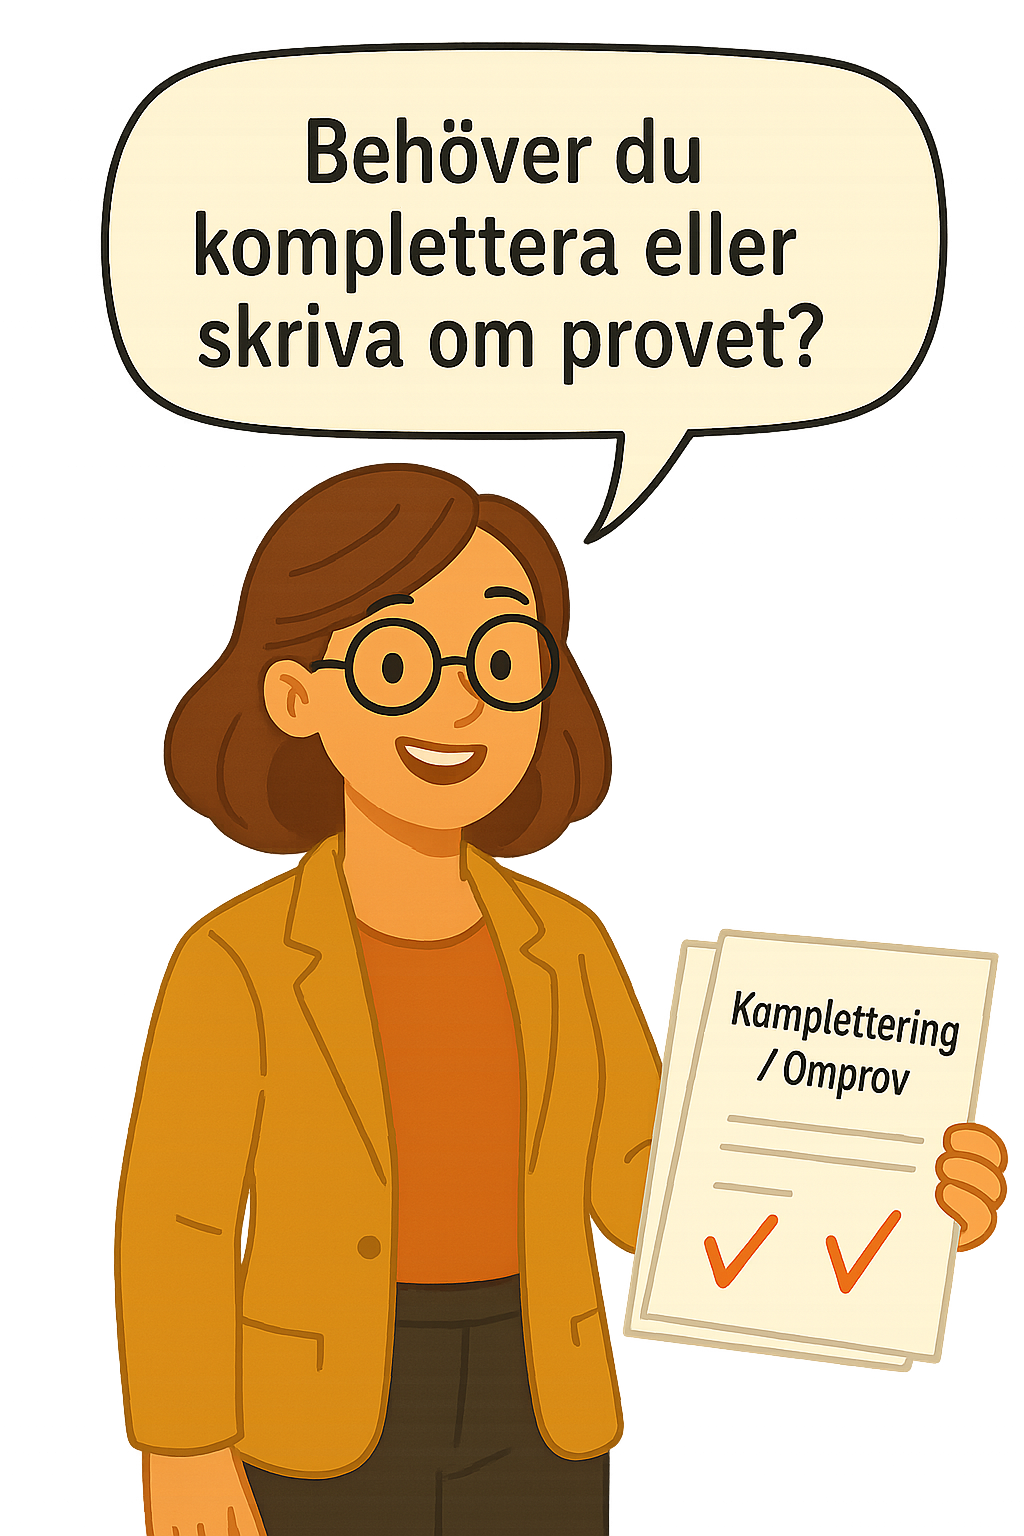 Behöver du
komplettera eller
skriva om provet?
Kamplettering
/ Omprov